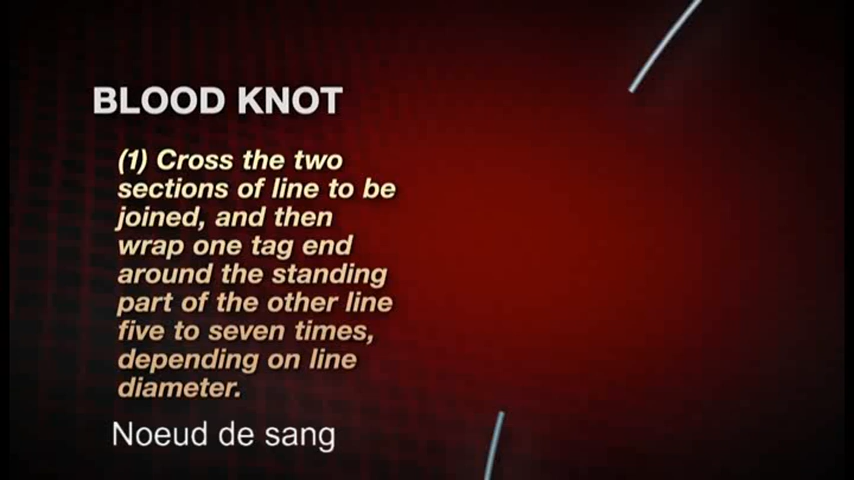 BLOOD KNOT
(1) Cross the two
sections of line to be
joined, and then
wrap one tag end
around the standing
part of the other line
five to seven times,
depending on line
diameter.
Noeud de sang